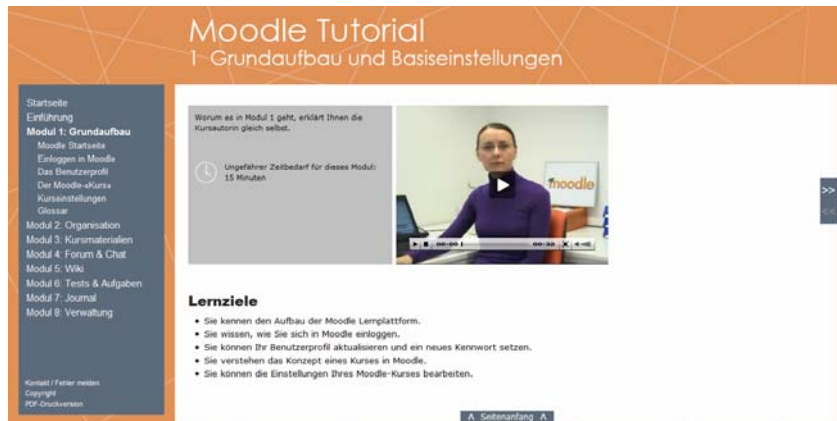 Moodle Tutorial
1 Grundaufbau und Basiseinstellungen
Startseite
Einführung
Modul 1: Grundaufbau
Moodle Startseite
Einloggen in Moodle
Das Benutzerprofil
Der Moodle-«Kurs»
Kurseinstellungen
Glossar
Modul 2: Organisation
Modul 3: Kursmaterialien
Modul 4: Forum & Chat
Modul 5: Wiki
Modul 6: Tests & Aufgaben
Modul 7: Journal
Modul 8: Verwaltung
Kontakt / Fehler melden
Copyright
PDF-Druckversion
Worum es in Modul 1 geht, erklärt Ihnen die
Kursautorin gleich selbst.
Ungefährer Zeitbedarf für dieses Modul:
15 Minuten
moodle
00:00
00:30
>>
<<
Lernziele
• Sie kennen den Aufbau der Moodle Lernplattform.
• Sie wissen, wie Sie sich in Moodle einloggen.
• Sie können Ihr Benutzerprofil aktualisieren und ein neues Kennwort setzen.
• Sie verstehen das Konzept eines Kurses in Moodle.
• Sie können die Einstellungen Ihres Moodle-Kurses bearbeiten.
Λ Seitenanfang Λ